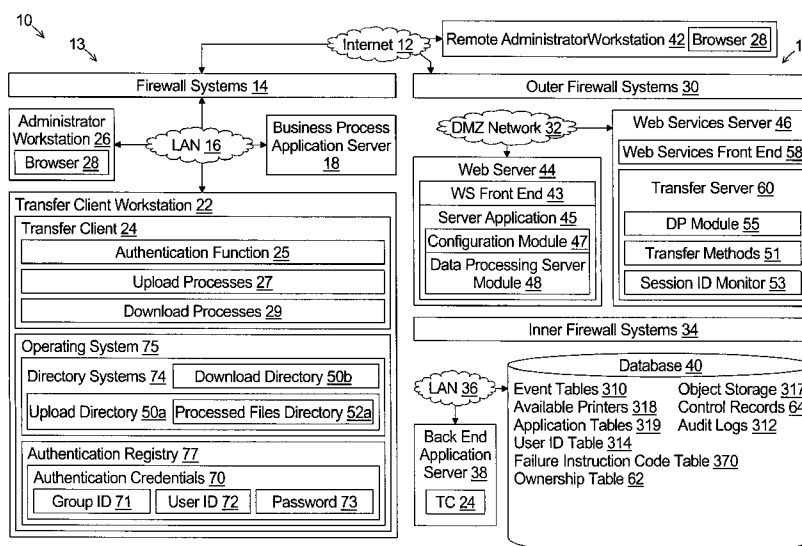 10
13
Internet 12
Remote AdministratorWorkstation 42
Browser 28
1
Firewall Systems 14
Outer Firewall Systems 30
Administrator
Workstation 26
Browser 28
LAN 16
Business Process
Application Server
18
DMZ Network 32
Web Services Server
46
Web Services Front End 58
Transfer Server
60
DP Module 55
Transfer Methods 51
Session ID Monitor 53
Web Server
44
WS Front End 43
Server Application
45
Configuration Module 47
Data Processing Server
Module 48
Transfer Client Workstation 22
Transfer Client
24
Authentication Function 25
Upload Processes 27
Download Processes 29
Operating System 75
Directory Systems 74
Download Directory 50b
Upload Directory 50a
Processed Files Directory 52a
Authentication Registry 77
Authentication Credentials 70
Group ID 71
User ID 72
Password 73
Inner Firewall Systems 34
LAN 36
Back End
Application
Server 38
TC 24
Database 40
Event Tables 310
Object Storage 317
Available Printers 318
Control Records 64
Application Tables 319
Audit Logs 312
User ID Table 314
Failure Instruction Code Table 370
Ownership Table 62